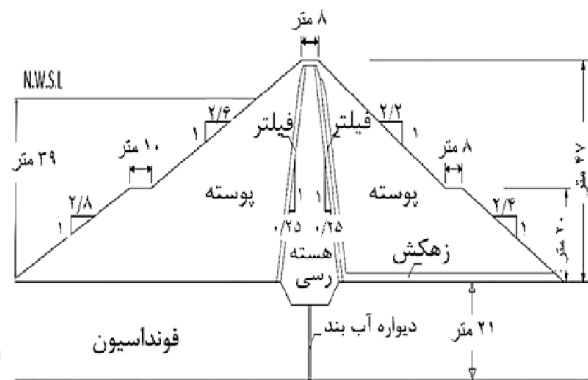 ۸ متر
N.W.S.L
۲/۶
۱
۲/۲
۱
فیلتر
فیلتر
۱۰ متر
۸ متر
۳۹ متر
۴۷ متر
پوسته
پوسته
۱
۱
۲/۸
۱
۲/۴
۱
۰/۲۵
۰/۲۵
۲۰ متر
هسته
رسی
زهکش
دیواره آب بند
۲۱ متر
فونداسیون